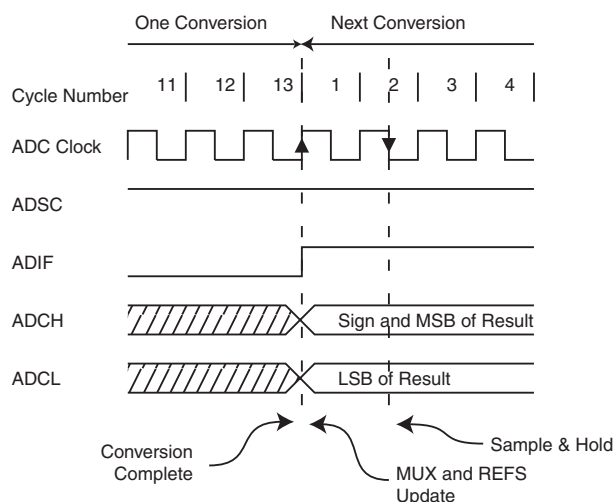 One Conversion Next Conversion
Cycle Number 11 12 13 1 2 3 4
ADC Clock
ADSC
ADIF
ADCH Sign and MSB of Result
ADCL LSB of Result
Conversion
Complete
MUX and REFS
Update
Sample & Hold